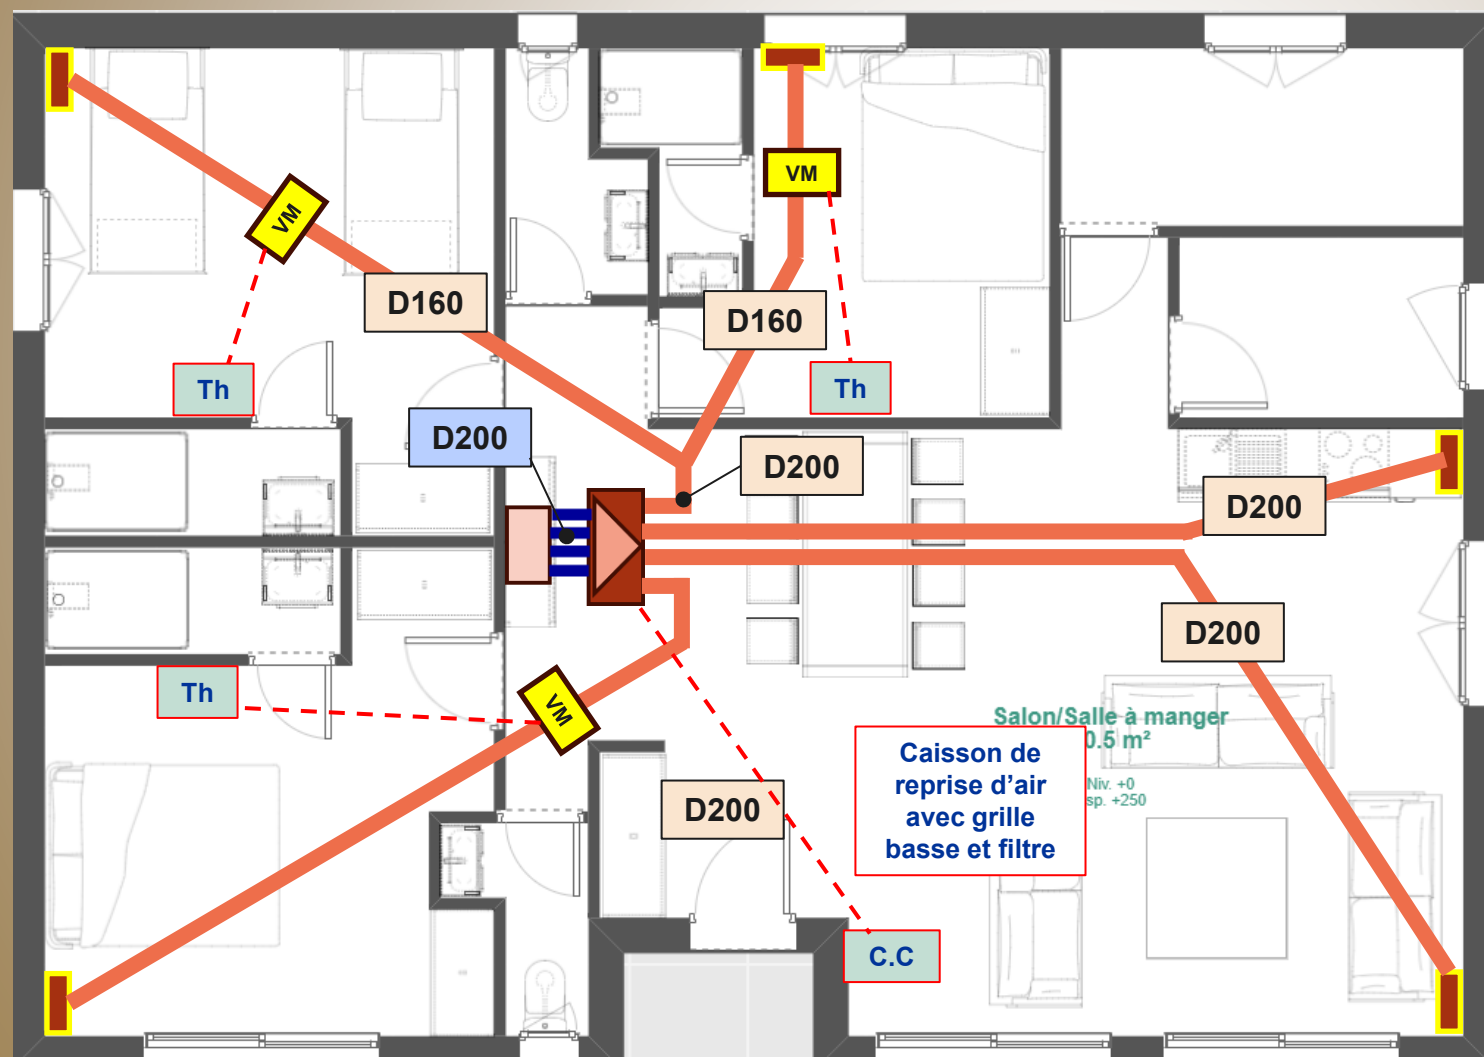 VM
VM
D160
D160
Th
Th
D200
D200
D200
D200
Th
VM
Salon/Salle à manger
0.5 m²
Caisson de
reprise d’air
avec grille
basse et filtre
Niv. +0
sp. +250
D200
C.C